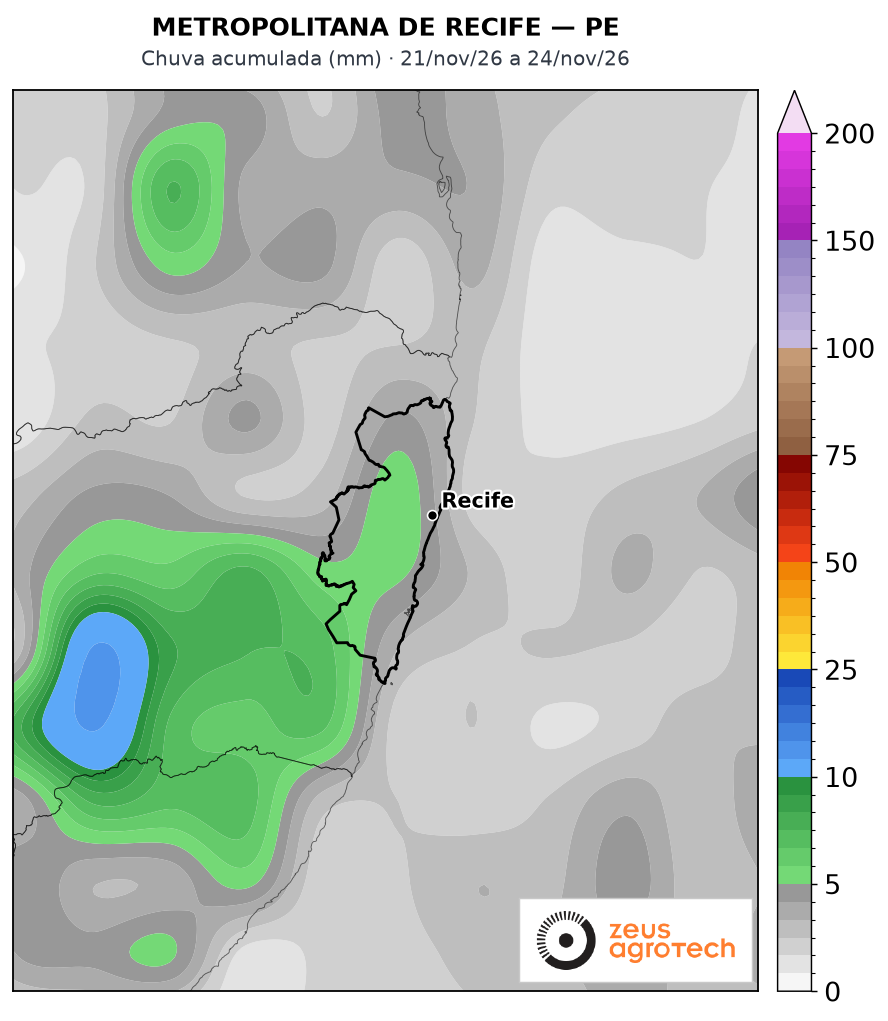 METROPOLITANA DE RECIFE — PE
Chuva acumulada (mm) · 21/nov/26 a 24/nov/26
200
150
100
75
50
25
10
5
0
Recife
zeus
agrotech